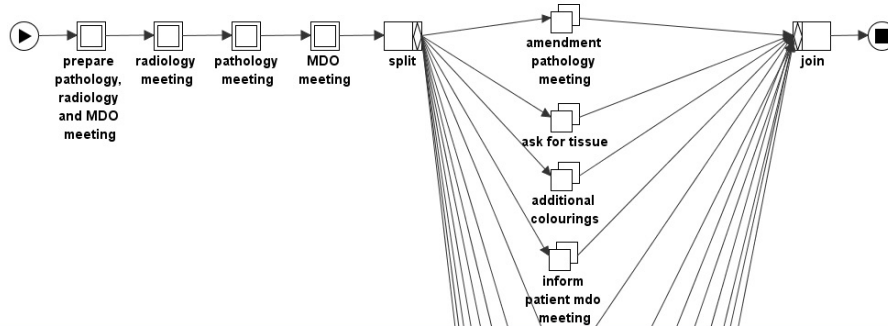 prepare
pathology,
radiology
and MDO
meeting
radiology
meeting
pathology
meeting
MDO
meeting
split
amendment
pathology
meeting
ask for tissue
additional
colourings
inform
patient mdo
meeting
join